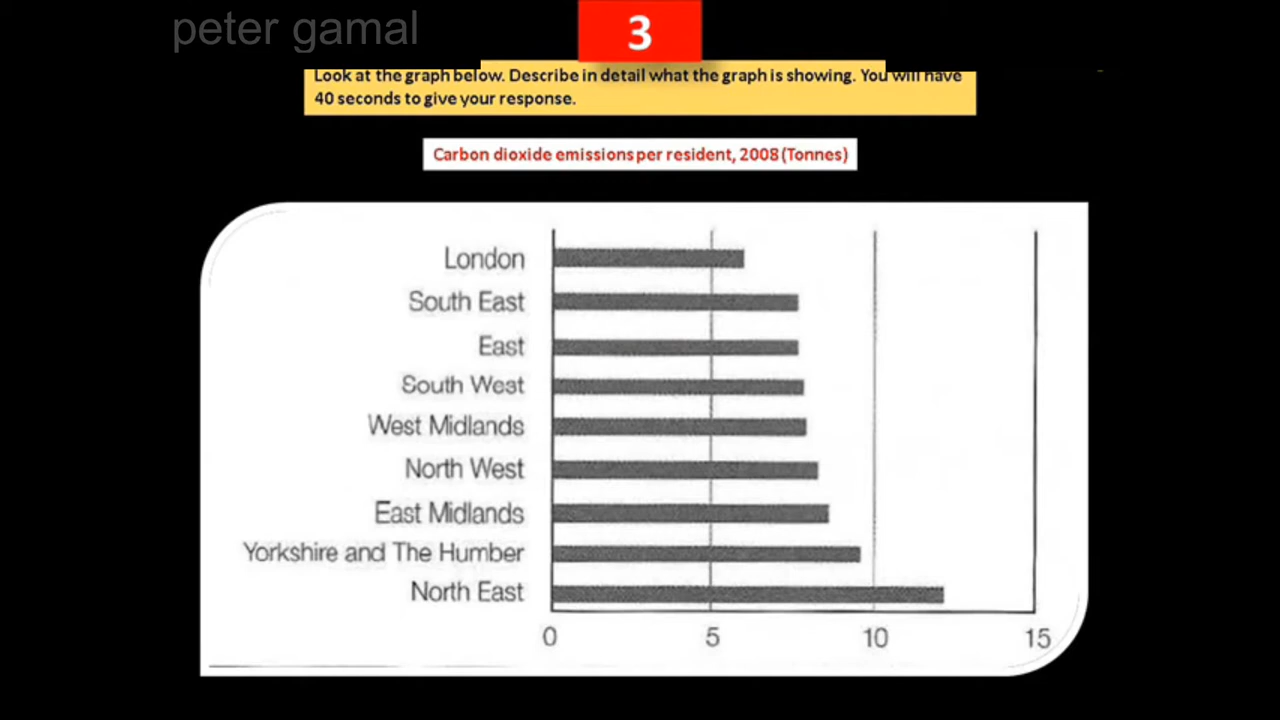 peter gamal
3
Look at the graph below. Describe in detail what the graph is showing. You will have
40 seconds to give your response.
Carbon dioxide emissions per resident, 2008 (Tonnes)
London
South East
East
South West
West Midlands
North West
East Midlands
Yorkshire and The Humber
North East
0 5 10 15